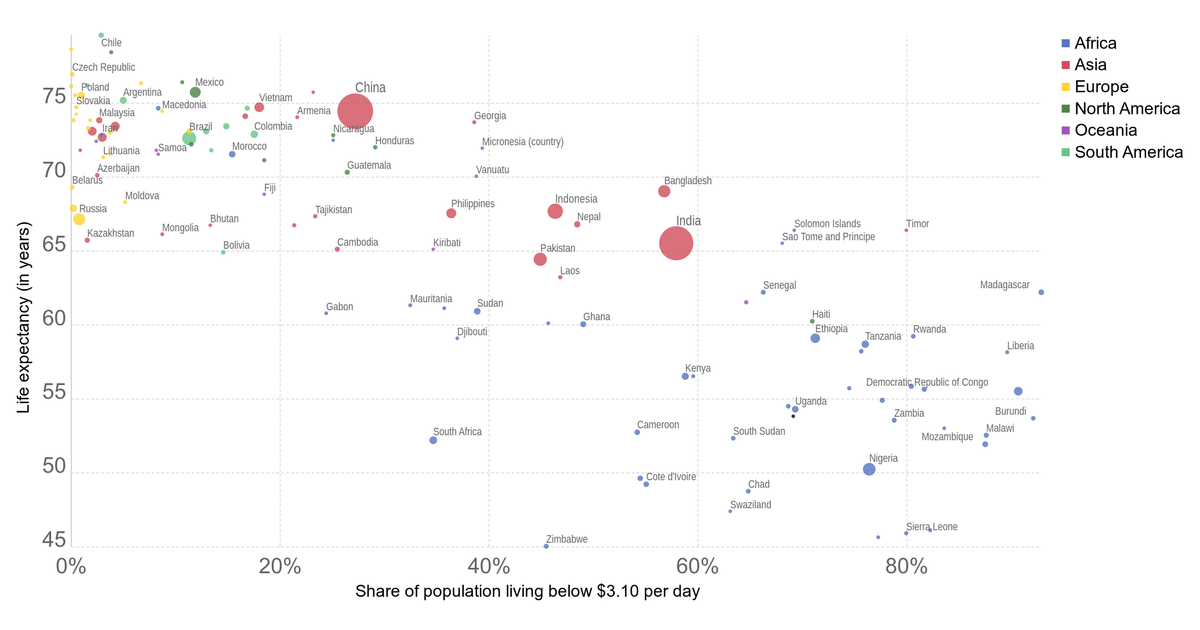 Chile
Czech Republic
Poland
Slovakia
Argentina
Mexico
Macedonia
Malaysia
Iran
Brazil
Lithuania
Samoa
Morocco
Azerbaijan
Belarus
Moldova
Russia
Kazakhstan
Mongolia
Bhutan
Bolivia
Vietnam
Armenia
Colombia
Nicaragua
Honduras
Guatemala
Fiji
Tajikistan
Cambodia
China
Georgia
Micronesia (country)
Vanuatu
Philippines
Kiribati
Indonesia
Nepal
Pakistan
Laos
Bangladesh
India
Solomon Islands
Sao Tome and Principe
Timor
Senegal
Madagascar
Gabon
Mauritania
Sudan
Djibouti
Ghana
Haiti
Ethiopia
Tanzania
Rwanda
Liberia
Kenya
Democratic Republic of Congo
Uganda
Zambia
Burundi
Mozambique
Malawi
South Africa
Cameroon
South Sudan
Nigeria
Cote d'Ivoire
Chad
Swaziland
Sierra Leone
Zimbabwe
75
70
65
60
55
50
45
0%
20%
40%
60%
80%
Life expectancy (in years)
Share of population living below $3.10 per day
Africa
Asia
Europe
North America
Oceania
South America